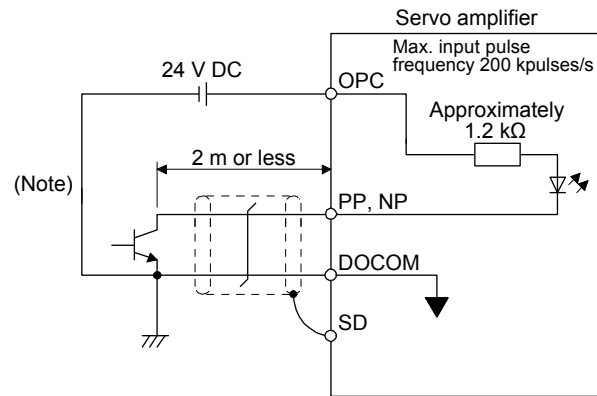 Servo amplifier
Max. input pulse
frequency 200 kpulses/s
24 V DC
OPC
Approximately
1.2 kΩ
2 m or less
(Note)
PP, NP
DOCOM
SD